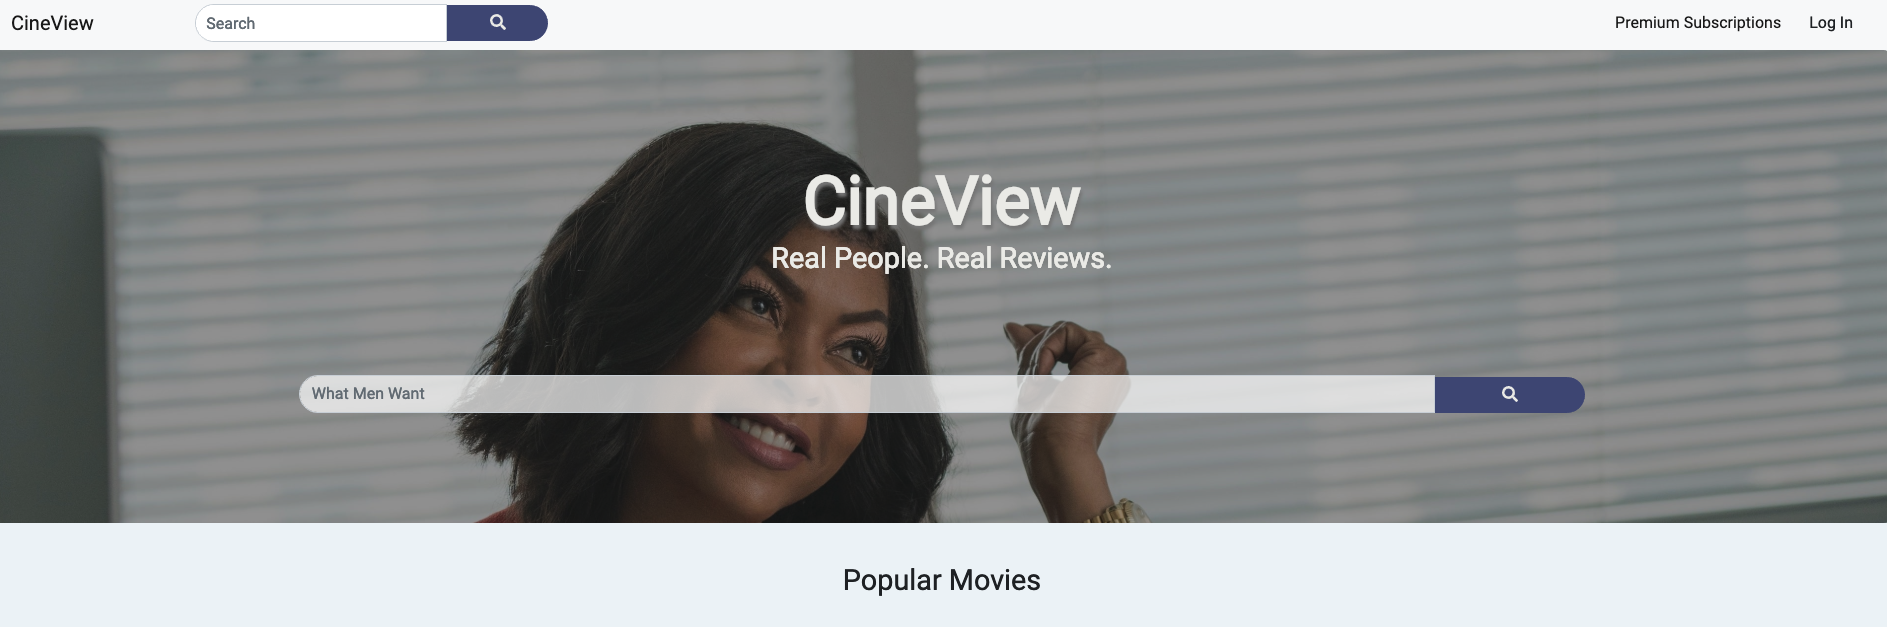 CineView
Search
Premium Subscriptions
Log In
CineView
Real People. Real Reviews.
What Men Want
Popular Movies